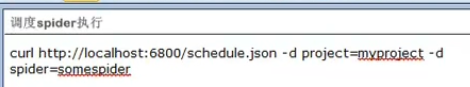 调度spider执行
curl http://localhost:6800/schedule.json -d project=myproject -d
spider=somespider